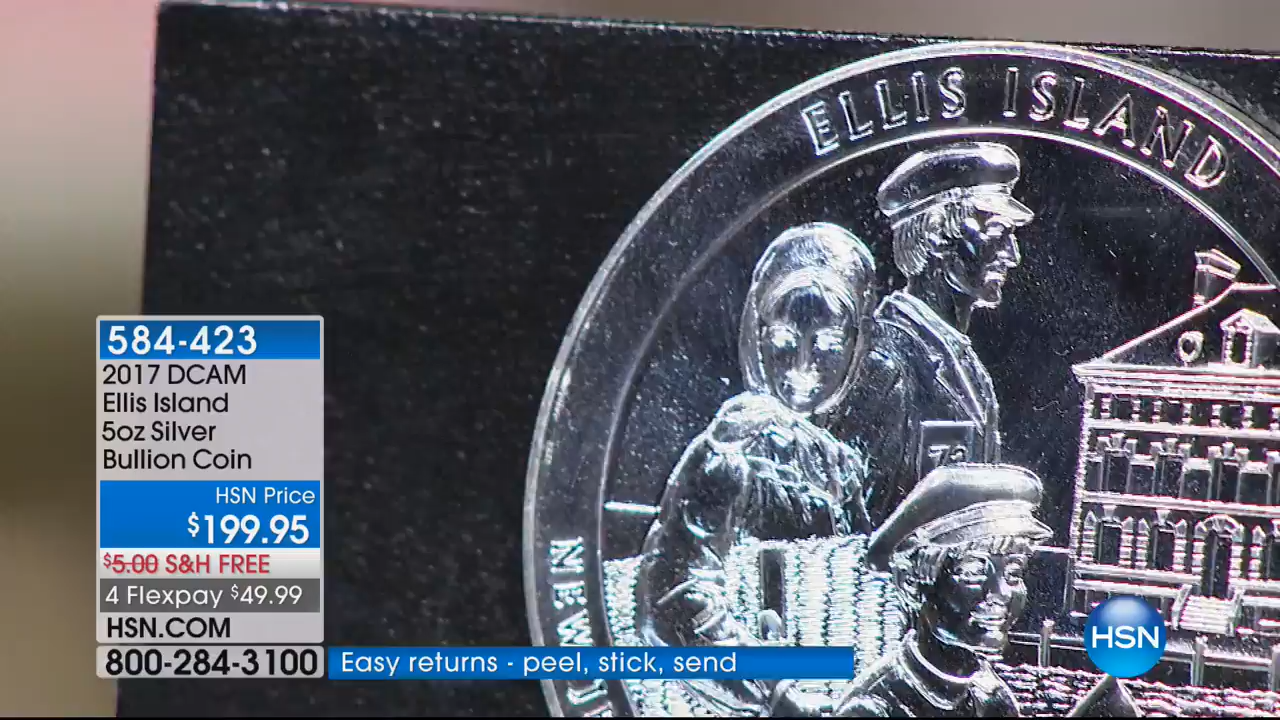 ELLIS ISLAND
73
NEW
584-423
2017 DCAM
Ellis Island
5oz Silver
Bullion Coin
HSN Price
$199.95
$5.00 S&H FREE
4 Flexpay $49.99
HSN.COM
800-284-3100
Easy returns - peel, stick, send
HSN